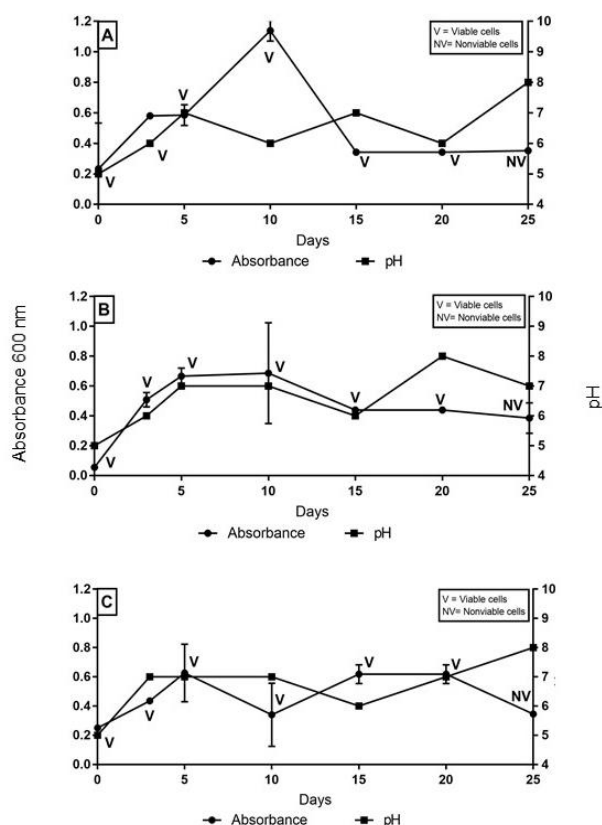 A
V = Viable cells
NV= Nonviable cells
1.2
1.0
0.8
0.6
0.4
0.2
0.0
10
9
8
7
6
5
4
V
V
V
V
V
V
NV
0 5 10 15 20 25
Days
Absorbance pH
Absorbance 600 nm
pH
B
V = Viable cells
NV= Nonviable cells
1.2
1.0
0.8
0.6
0.4
0.2
0.0
10
9
8
7
6
5
4
V
V
V
V
V
V
NV
0 5 10 15 20 25
Days
Absorbance pH
C
V = Viable cells
NV= Nonviable cells
1.2
1.0
0.8
0.6
0.4
0.2
0.0
10
9
8
7
6
5
4
V
V
V
V
V
V
NV
0 5 10 15 20 25
Days
Absorbance pH